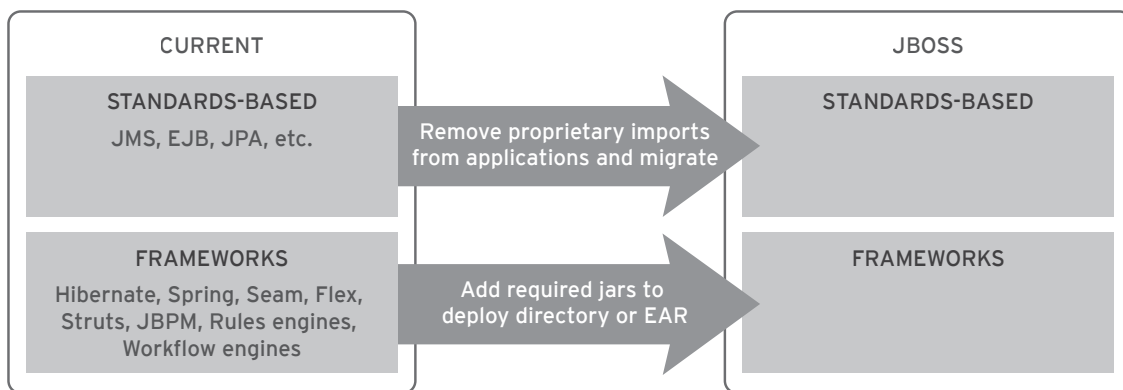 CURRENT
STANDARDS-BASED
JMS, EJB, JPA, etc.
FRAMEWORKS
Hibernate, Spring, Seam, Flex,
Struts, JBPM, Rules engines,
Workflow engines
Remove proprietary imports
from applications and migrate
Add required jars to
deploy directory or EAR
JBOSS
STANDARDS-BASED
FRAMEWORKS